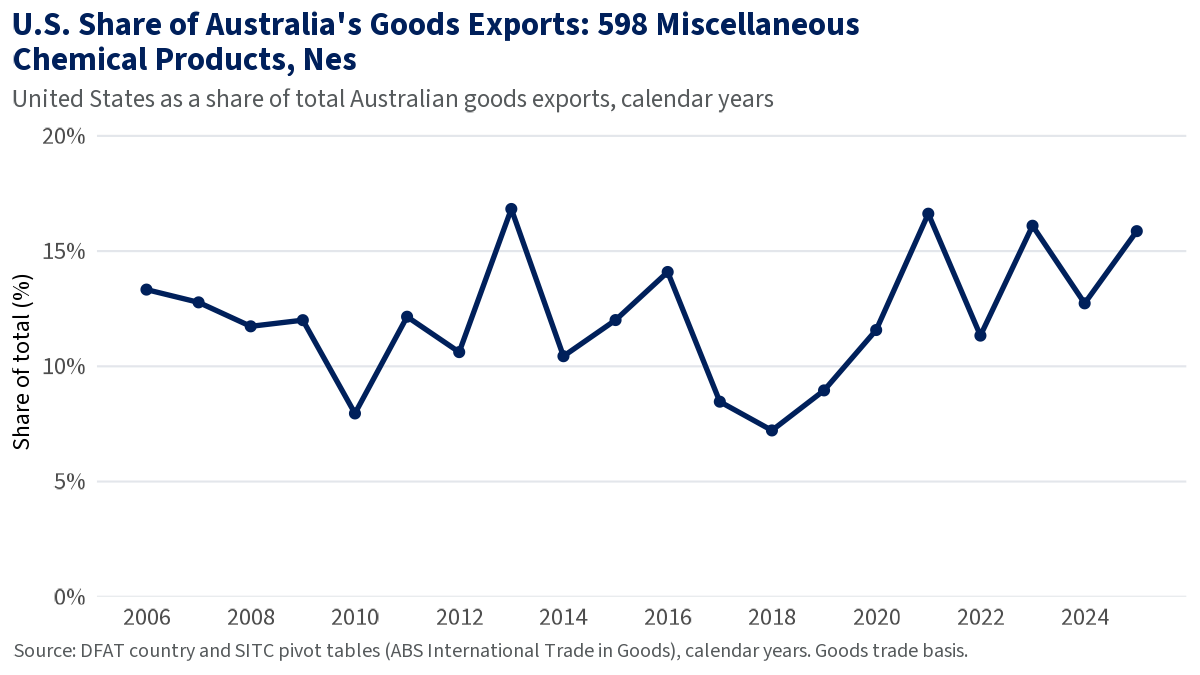 U.S. Share of Australia's Goods Exports: 598 Miscellaneous
Chemical Products, Nes
United States as a share of total Australian goods exports, calendar years
20%
15%
10%
5%
0%
Share of total (%)
2006 2008 2010 2012 2014 2016 2018 2020 2022 2024
Source: DFAT country and SITC pivot tables (ABS International Trade in Goods), calendar years. Goods trade basis.